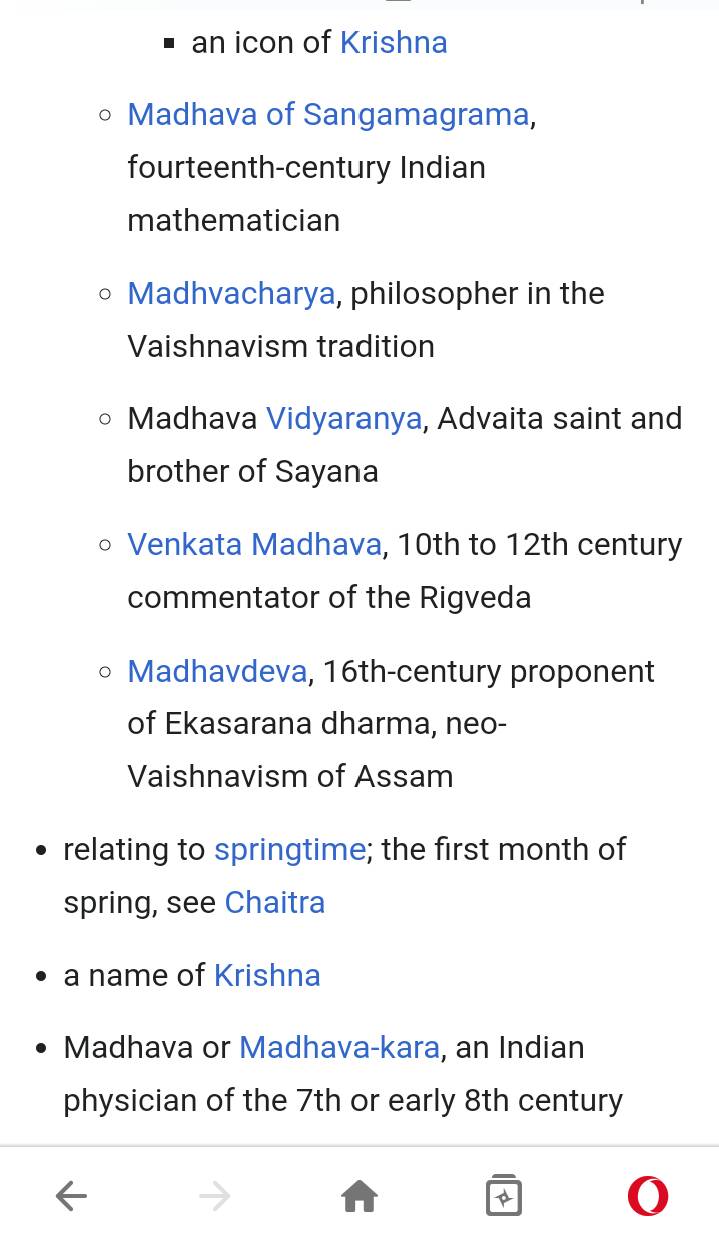 an icon of Krishna
Madhava of Sangamagrama,
fourteenth-century Indian
mathematician
Madhvacharya, philosopher in the
Vaishnavism tradition
Madhava Vidyaranya, Advaita saint and
brother of Sayana
Venkata Madhava, 10th to 12th century
commentator of the Rigveda
Madhavdeva, 16th-century proponent
of Ekasarana dharma, neo-
Vaishnavism of Assam
relating to springtime; the first month of
spring, see Chaitra
a name of Krishna
Madhava or Madhava-kara, an Indian
physician of the 7th or early 8th century